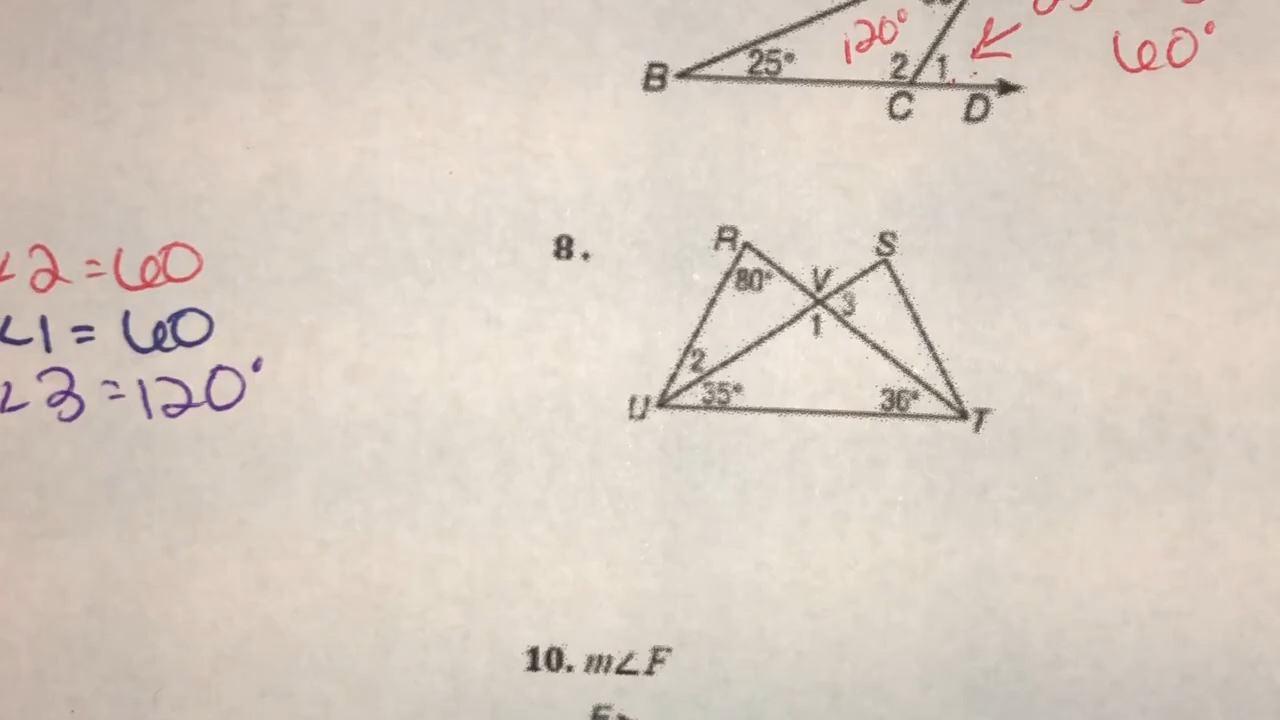 120°
60°
B 25° 2 1
C D
8.
R S
80° V 3
1
2
U 35° 36° T
<2 = 60
<1 = 60
<3 = 120°
10. m∠F